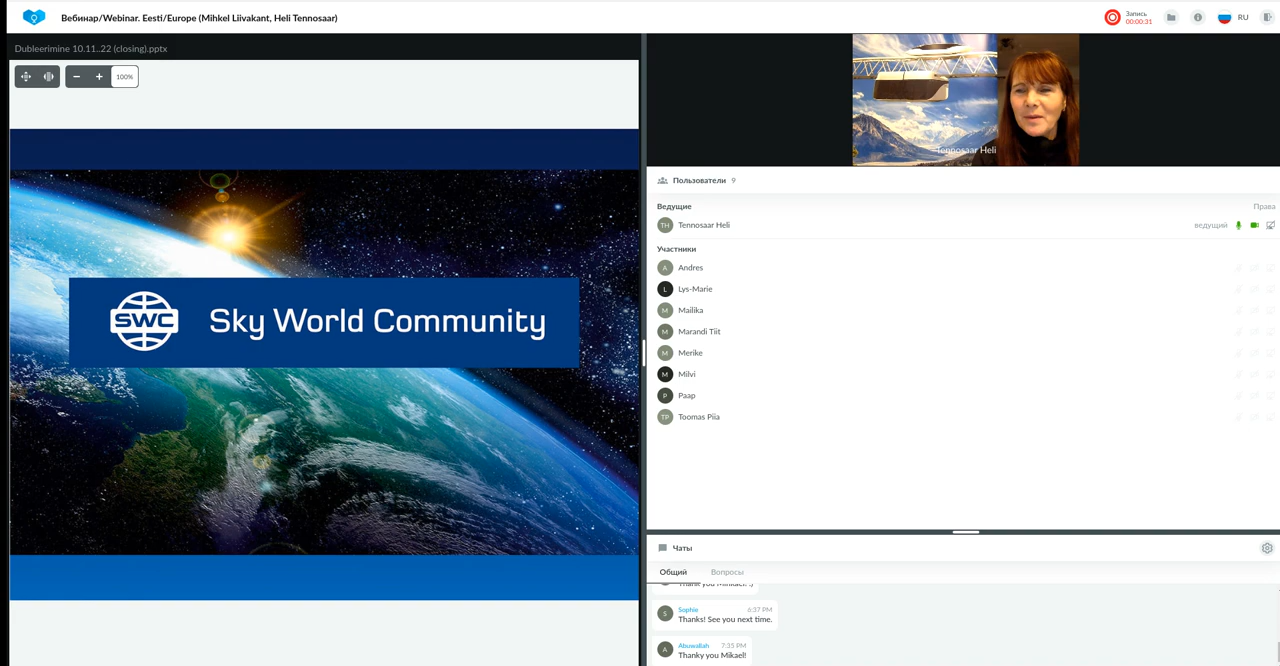 Вебинар/Webinar. Eesti/Europe (Mihkel Liivakant, Heli Tennosaar)
Запись
00:00:31
RU
Dubleerimine 10.11..22 (closing).pptx
100%
SWC
Sky World Community
Tennosaar Heli
Пользователи 9
Ведущие
Права
TH Tennosaar Heli
ведущий
Участники
A Andres
L Lys-Marie
M Mailika
M Marandi Tiit
M Merike
M Milvi
P Paap
TP Toomas Piia
Чаты
Общий
Вопросы
S Sophie 6:37 PM
Thanks! See you next time.
A Abuwallah 7:35 PM
Thanky you Mikael!